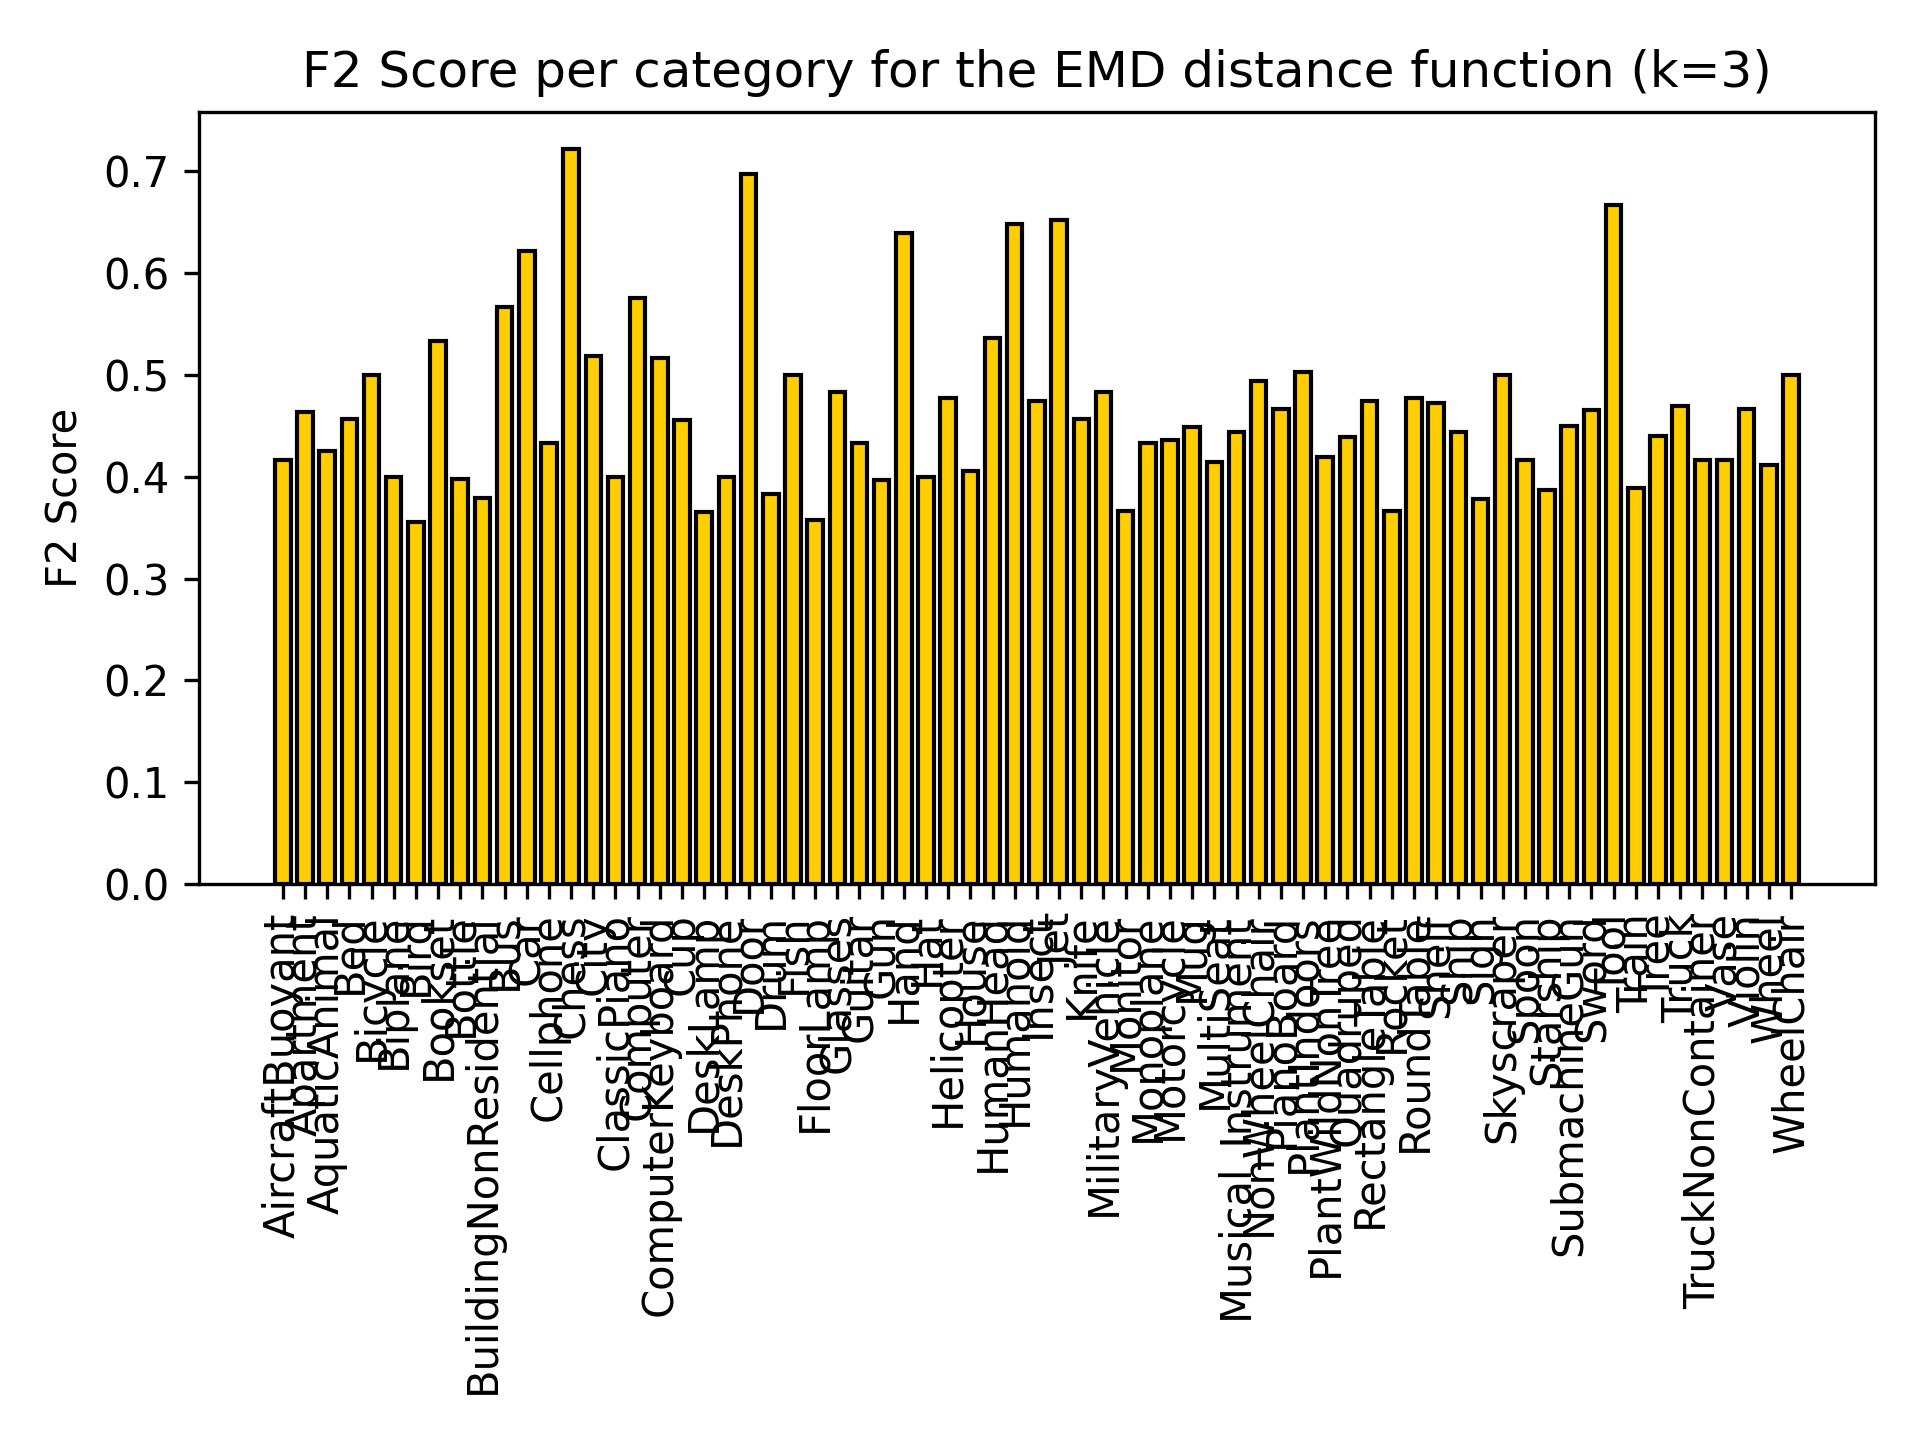 F2 Score per category for the EMD distance function (k=3)
F2 Score
0.7
0.6
0.5
0.4
0.3
0.2
0.1
0.0
AircraftBuoyant
Apartment
AquaticAnimal
Bed
Bicycle
Biplane
Bird
Bookset
Bottle
BuildingNonResidential
Bus
Car
Cellphone
Chess
City
ClassicPiano
Computer
ComputerKeyboard
Cup
DeskLamp
DeskPhone
Door
Drum
Fish
FloorLamp
Glasses
Guitar
Gun
Hand
Hat
Helicopter
House
HumanHead
Humanoid
Insect
Jet
Knife
MilitaryVehicle
Monitor
Monoplane
Motorcycle
Mug
MultiSeat
Musical_Instrument
NonWheelChair
PianoBoard
PlantIndoors
PlantWildNonTree
Quadruped
RectangleTable
Rocket
RoundTable
Shelf
Ship
Sign
Skyscraper
Spoon
Starship
SubmachineGun
Sword
Tool
Train
Tree
Truck
TruckNonContainer
Vase
Violin
Wheel
WheelChair